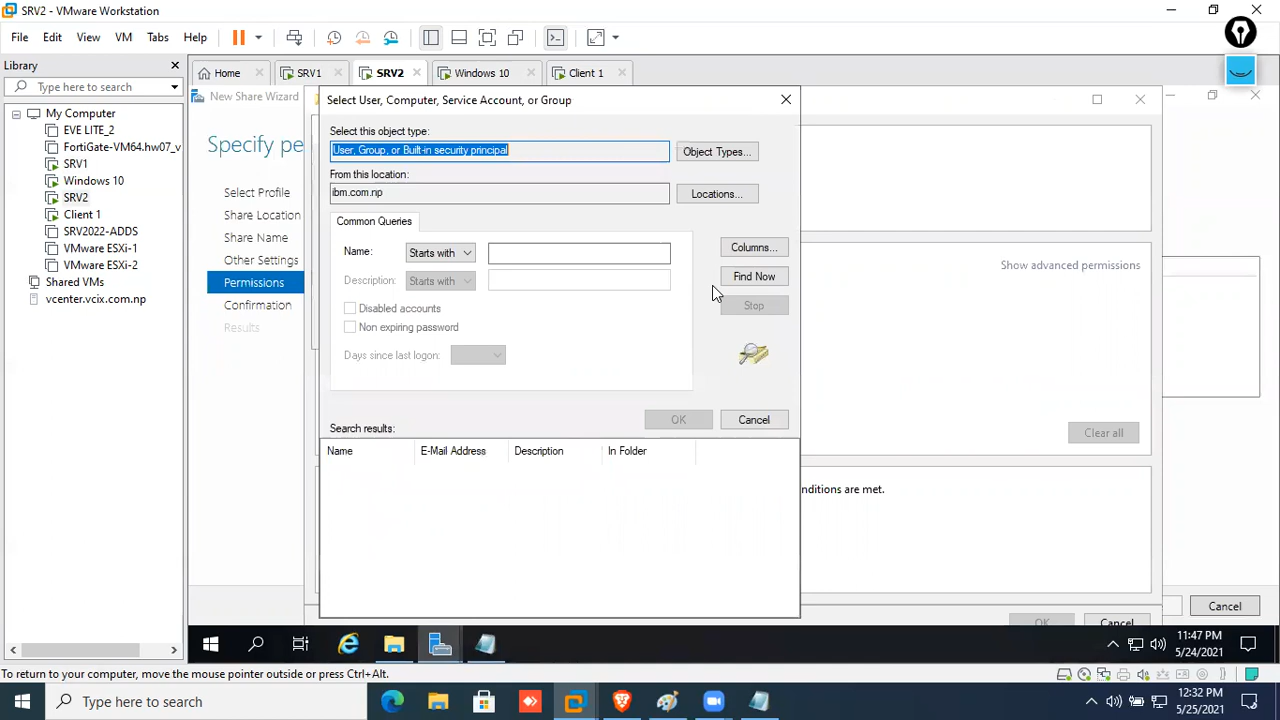 SRV2 - VMware Workstation
File Edit View VM Tabs Help
Library
Type here to search
Home SRV1 SRV2 Windows 10 Client 1
My Computer
EVE LITE_2
FortiGate-VM64.hw07_v
SRV1
Windows 10
SRV2
Client 1
SRV2022-ADDS
VMware ESXi-1
VMware ESXi-2
Shared VMs
vcenter.vcix.com.np
New Share Wizard
Specify pe
Select Profile
Share Location
Share Name
Other Settings
Permissions
Confirmation
Results
Select User, Computer, Service Account, or Group
Select this object type:
User, Group, or Built-in security principal
Object Types...
From this location:
ibm.com.np
Locations...
Common Queries
Name: Starts with
Columns...
Description: Starts with
Find Now
Stop
Disabled accounts
Non expiring password
Days since last logon:
OK Cancel
Search results:
Name E-Mail Address Description In Folder
Show advanced permissions
Clear all
nditions are met.
OK Cancel
Cancel
11:47 PM
5/24/2021
To return to your computer, move the mouse pointer outside or press Ctrl+Alt.
Type here to search
12:32 PM
5/25/2021